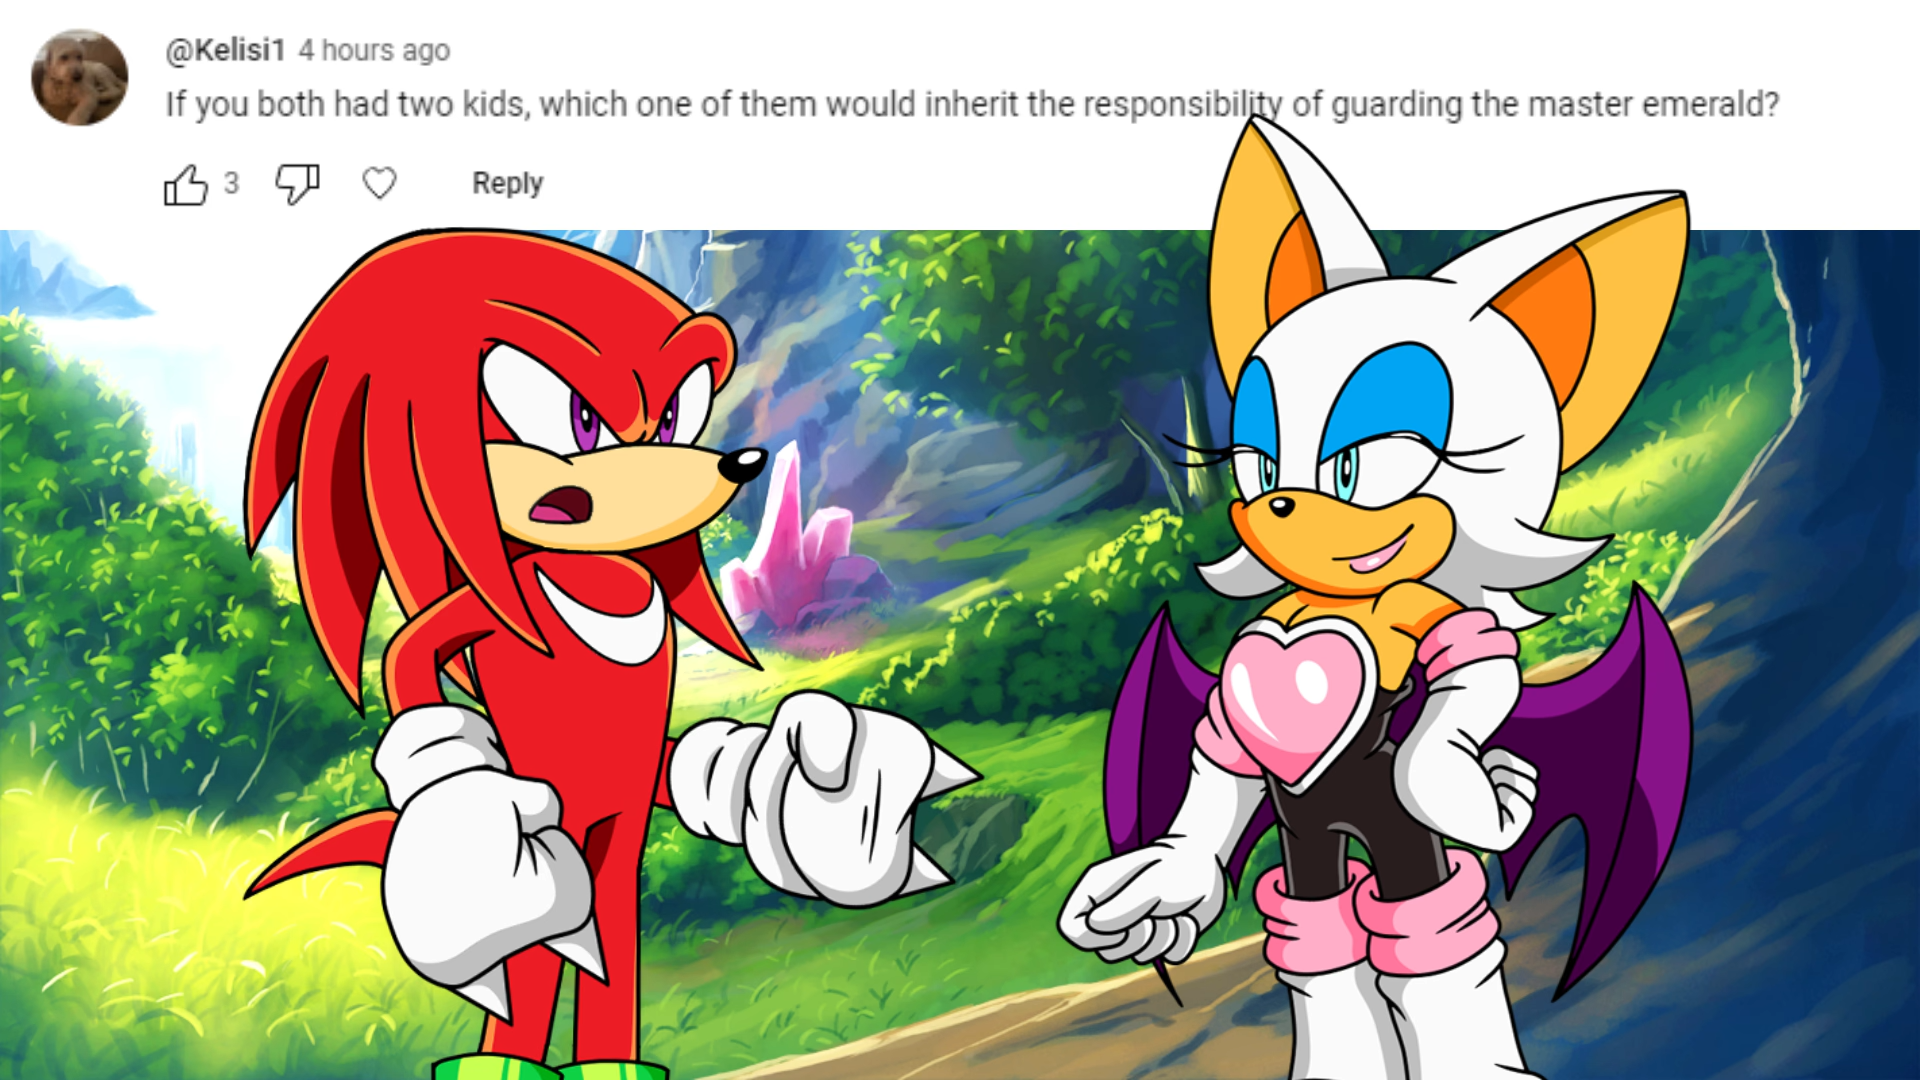 @Kelisi1 4 hours ago
If you both had two kids, which one of them would inherit the responsibility of guarding the master emerald?
3 Reply